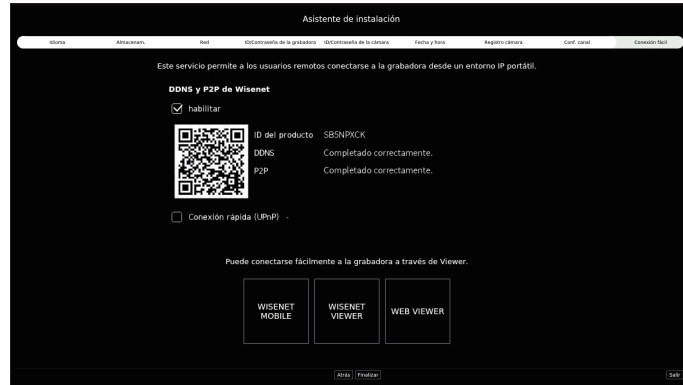 Asistente de instalación
Idioma Almacenam. Red ID/Contraseña de la grabadora ID/Contraseña de la cámara Fecha y hora Registro cámara Conf. canal Conexión fácil
Este servicio permite a los usuarios remotos conectarse a la grabadora desde un entorno IP portátil.
DDNS y P2P de Wisenet
habilitar
ID del producto SB5NPXCK
DDNS Completado correctamente.
P2P Completado correctamente.
Conexión rápida (UPnP) -
Puede conectarse fácilmente a la grabadora a través de Viewer.
WISENET MOBILE
WISENET VIEWER
WEB VIEWER
Atrás Finalizar Salir